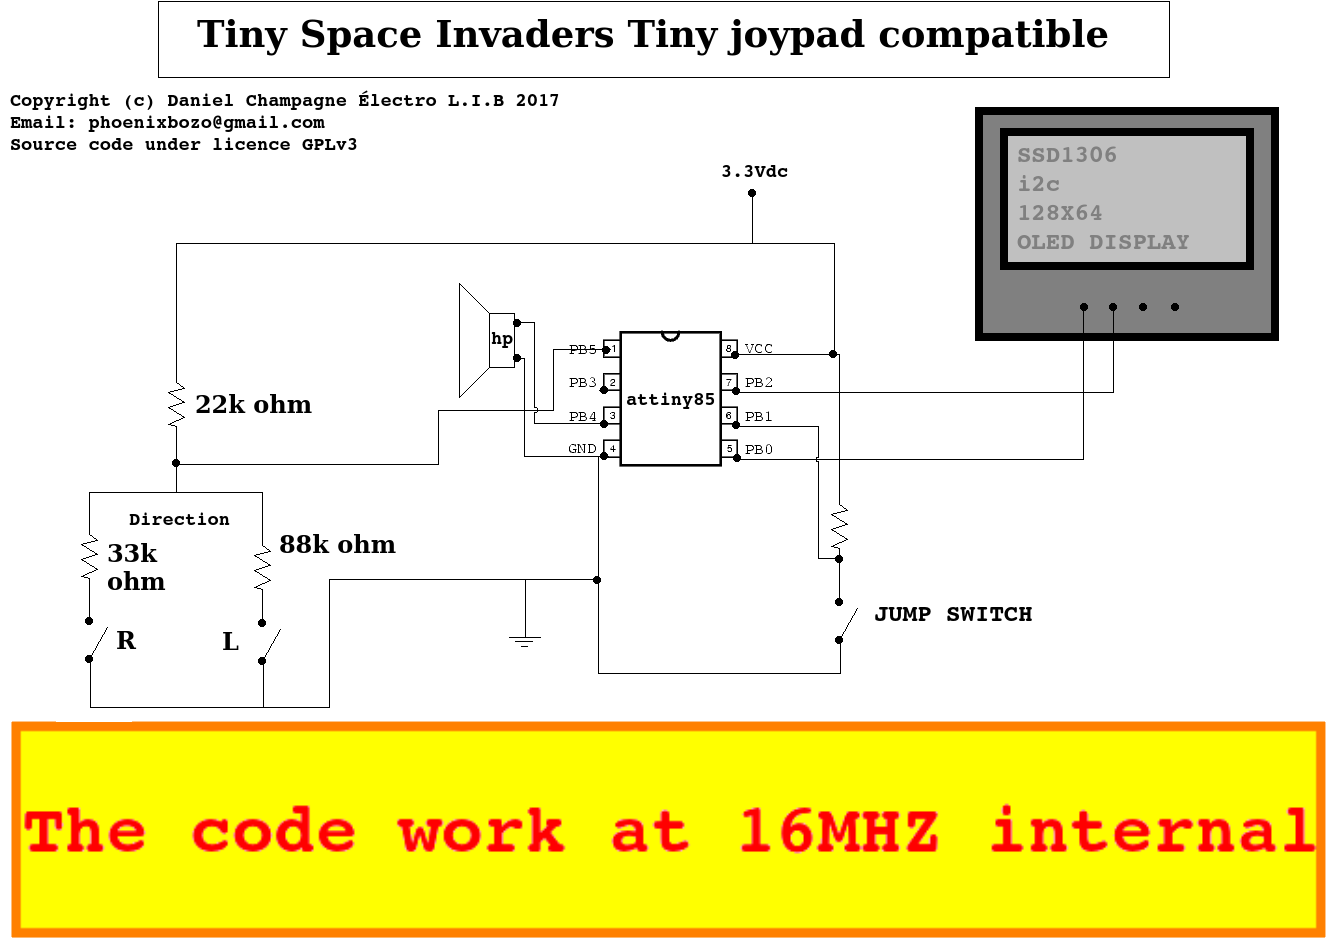 Tiny Space Invaders Tiny joypad compatible
Copyright (c) Daniel Champagne Électro L.I.B 2017
Email: phoenixbozo@gmail.com
Source code under licence GPLv3
3.3Vdc
SSD1306
i2c
128X64
OLED DISPLAY
hp
PB5 1
PB3 2
PB4 3
GND 4
attiny85
8 VCC
7 PB2
6 PB1
5 PB0
22k ohm
Direction
33k
ohm
88k ohm
R
L
JUMP SWITCH
The code work at 16MHZ internal